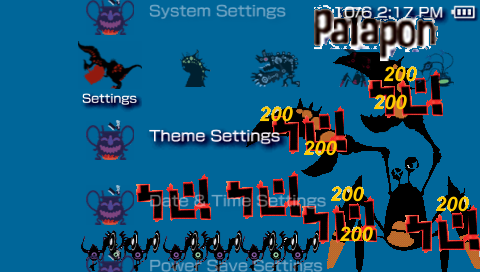 System Settings
10/6 2:17 PM
Patapon
Settings
200
200
Theme Settings
200
200
Date & Time Settings
200
200
200
Power Save Settings